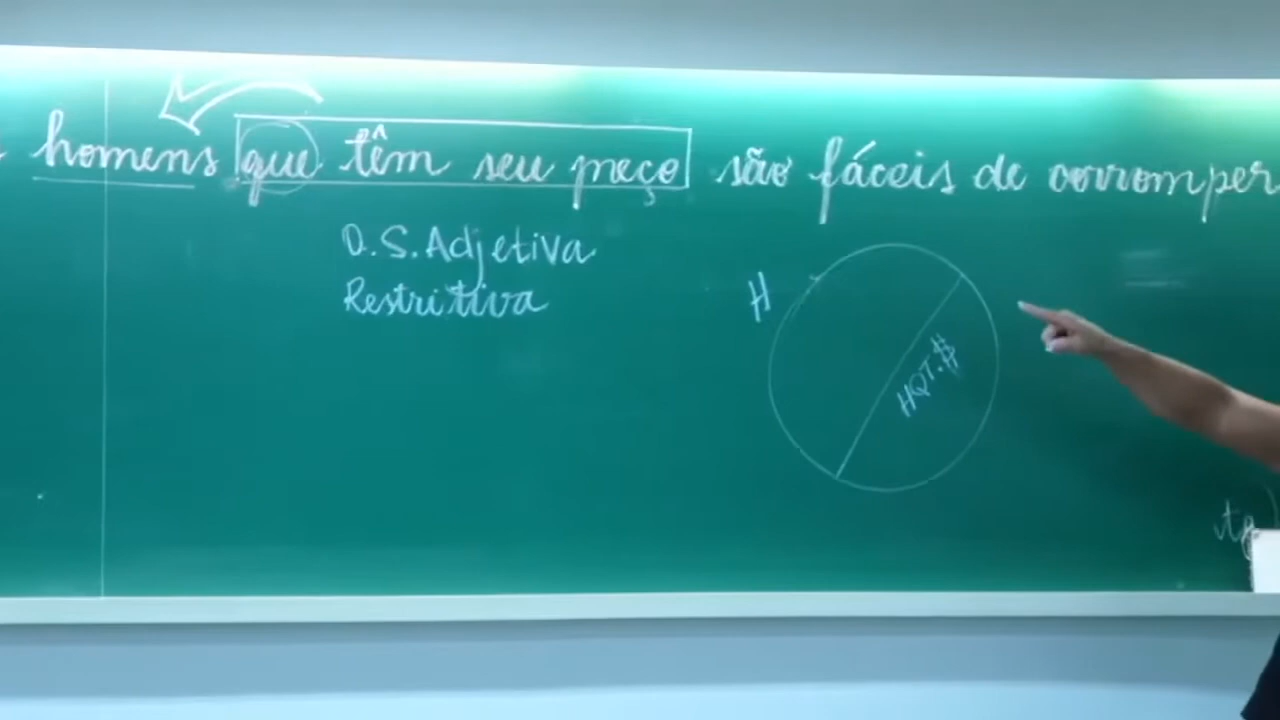 homens que têm seu preço são fáceis de corromper
O.S. Adjetiva
Restritiva
H
HQT.$